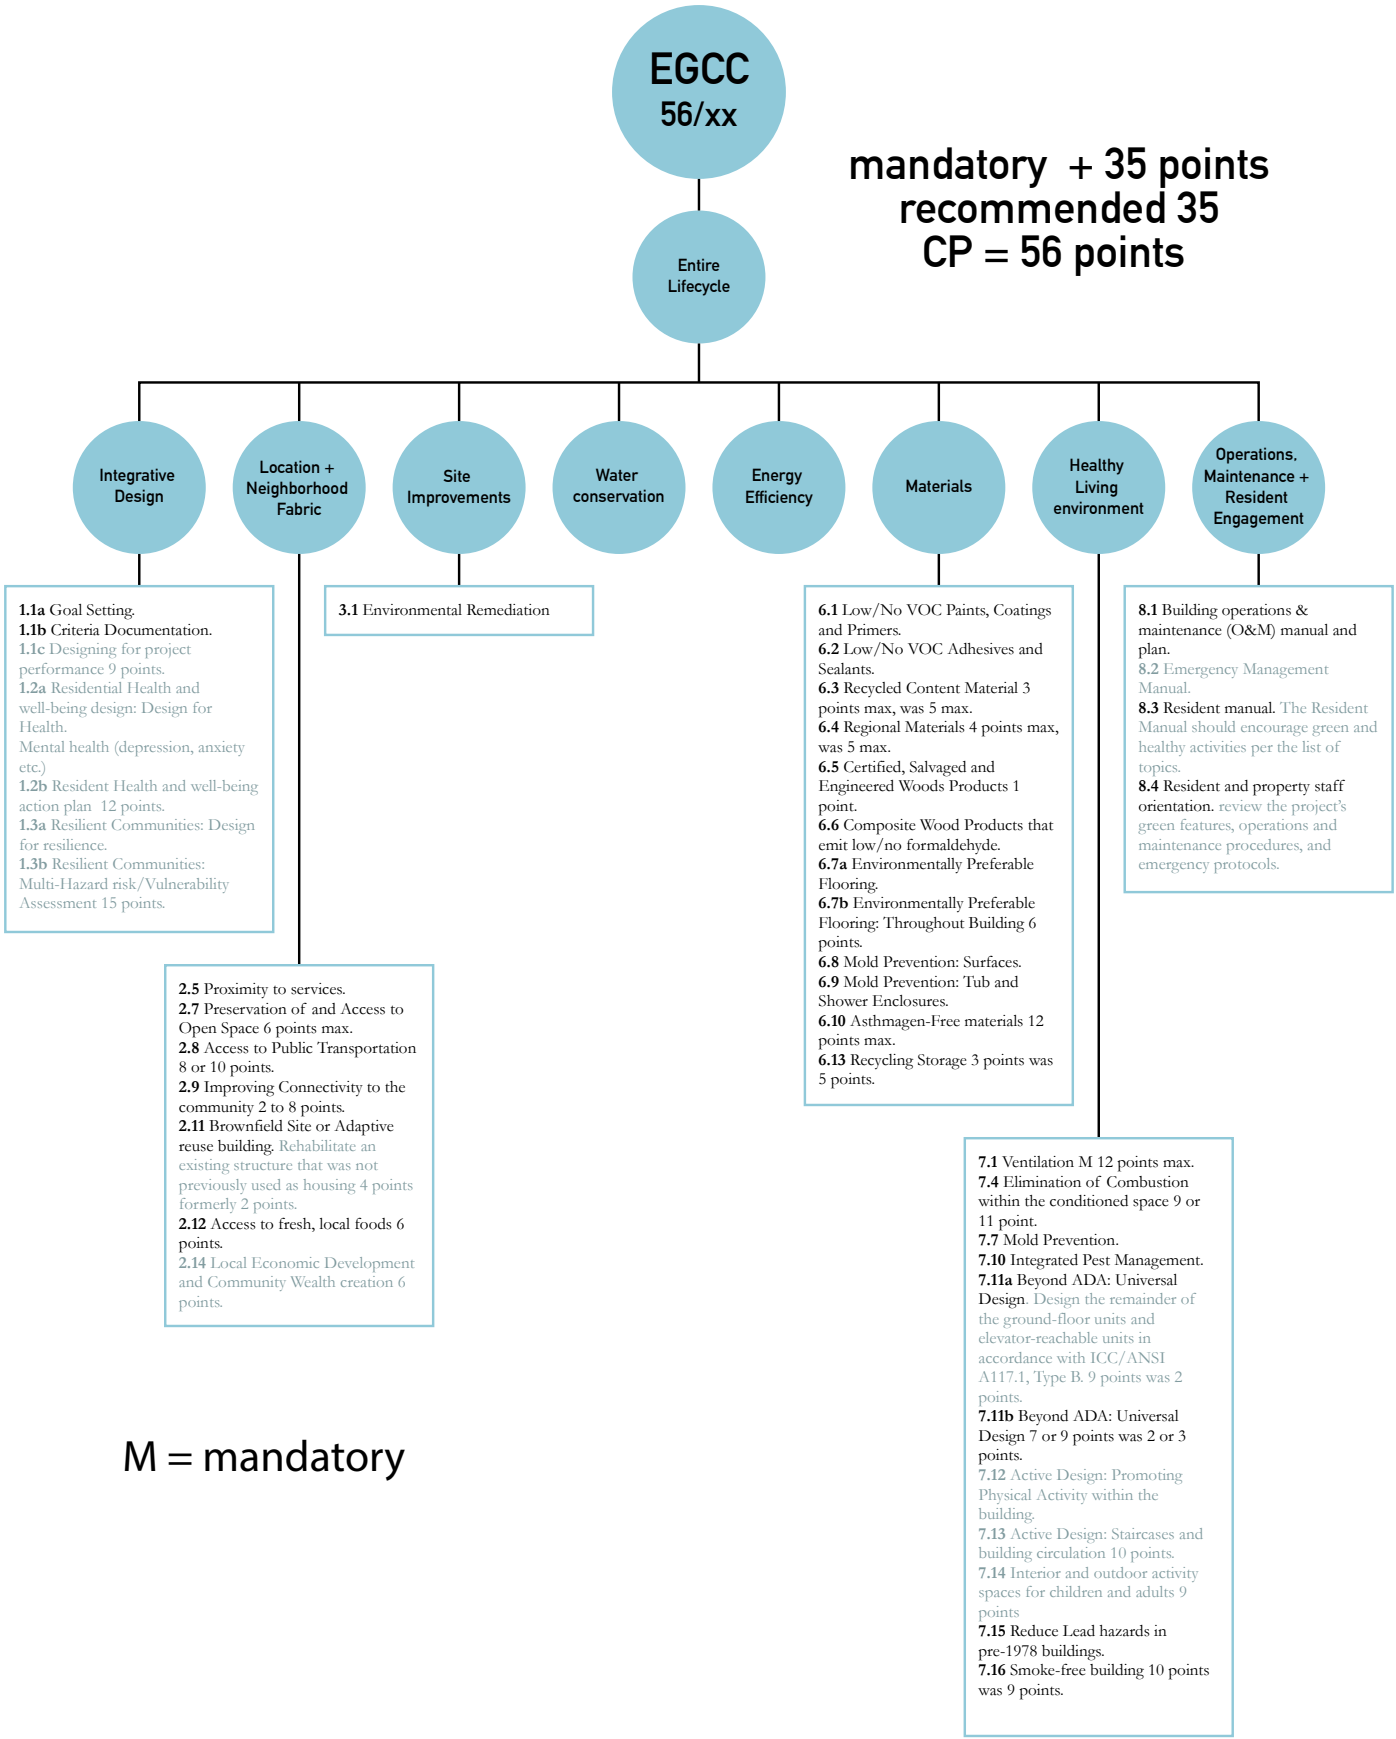 EGCC
56/xx
mandatory + 35 points
recommended 35
CP = 56 points
Entire
Lifecycle
Integrative
Design
Location +
Neighborhood
Fabric
Site
Improvements
Water
conservation
Energy
Efficiency
Materials
Healthy
Living
environment
Operations,
Maintenance +
Resident
Engagement
1.1a Goal Setting.
1.1b Criteria Documentation.
1.1c Designing for project
performance 9 points.
1.2a Residential Health and
well-being design: Design for
Health.
Mental health (depression, anxiety
etc.)
1.2b Resident Health and well-being
action plan 12 points.
1.3a Resilient Communities: Design
for resilience.
1.3b Resilient Communities:
Multi-Hazard risk/Vulnerability
Assessment 15 points.
2.5 Proximity to services.
2.7 Preservation of and Access to
Open Space 6 points max.
2.8 Access to Public Transportation
8 or 10 points.
2.9 Improving Connectivity to the
community 2 to 8 points.
2.11 Brownfield Site or Adaptive
reuse building. Rehabilitate an
existing structure that was not
previously used as housing 4 points
formerly 2 points.
2.12 Access to fresh, local foods 6
points.
2.14 Local Economic Development
and Community Wealth creation 6
points.
3.1 Environmental Remediation
6.1 Low/No VOC Paints, Coatings
and Primers.
6.2 Low/No VOC Adhesives and
Sealants.
6.3 Recycled Content Material 3
points max, was 5 max.
6.4 Regional Materials 4 points max,
was 5 max.
6.5 Certified, Salvaged and
Engineered Woods Products 1
point.
6.6 Composite Wood Products that
emit low/no formaldehyde.
6.7a Environmentally Preferable
Flooring.
6.7b Environmentally Preferable
Flooring: Throughout Building 6
points.
6.8 Mold Prevention: Surfaces.
6.9 Mold Prevention: Tub and
Shower Enclosures.
6.10 Asthmagen-Free materials 12
points max.
6.13 Recycling Storage 3 points was
5 points.
7.1 Ventilation M 12 points max.
7.4 Elimination of Combustion
within the conditioned space 9 or
11 point.
7.7 Mold Prevention.
7.10 Integrated Pest Management.
7.11a Beyond ADA: Universal
Design. Design the remainder of
the ground-floor units and
elevator-reachable units in
accordance with ICC/ANSI
A117.1, Type B. 9 points was 2
points.
7.11b Beyond ADA: Universal
Design 7 or 9 points was 2 or 3
points.
7.12 Active Design: Promoting
Physical Activity within the
building.
7.13 Active Design: Staircases and
building circulation 10 points.
7.14 Interior and outdoor activity
spaces for children and adults 9
points
7.15 Reduce Lead hazards in
pre-1978 buildings.
7.16 Smoke-free building 10 points
was 9 points.
8.1 Building operations &
maintenance (O&M) manual and
plan.
8.2 Emergency Management
Manual.
8.3 Resident manual. The Resident
Manual should encourage green and
healthy activities per the list of
topics.
8.4 Resident and property staff
orientation. review the project's
green features, operations and
maintenance procedures, and
emergency protocols.
M = mandatory